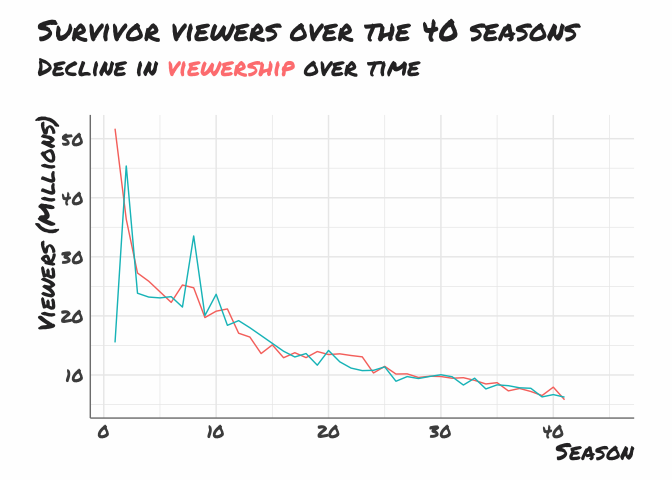 Survivor viewers over the 40 seasons
Decline in viewership over time
Viewers (Millions)
50
40
30
20
10
0 10 20 30 40
Season